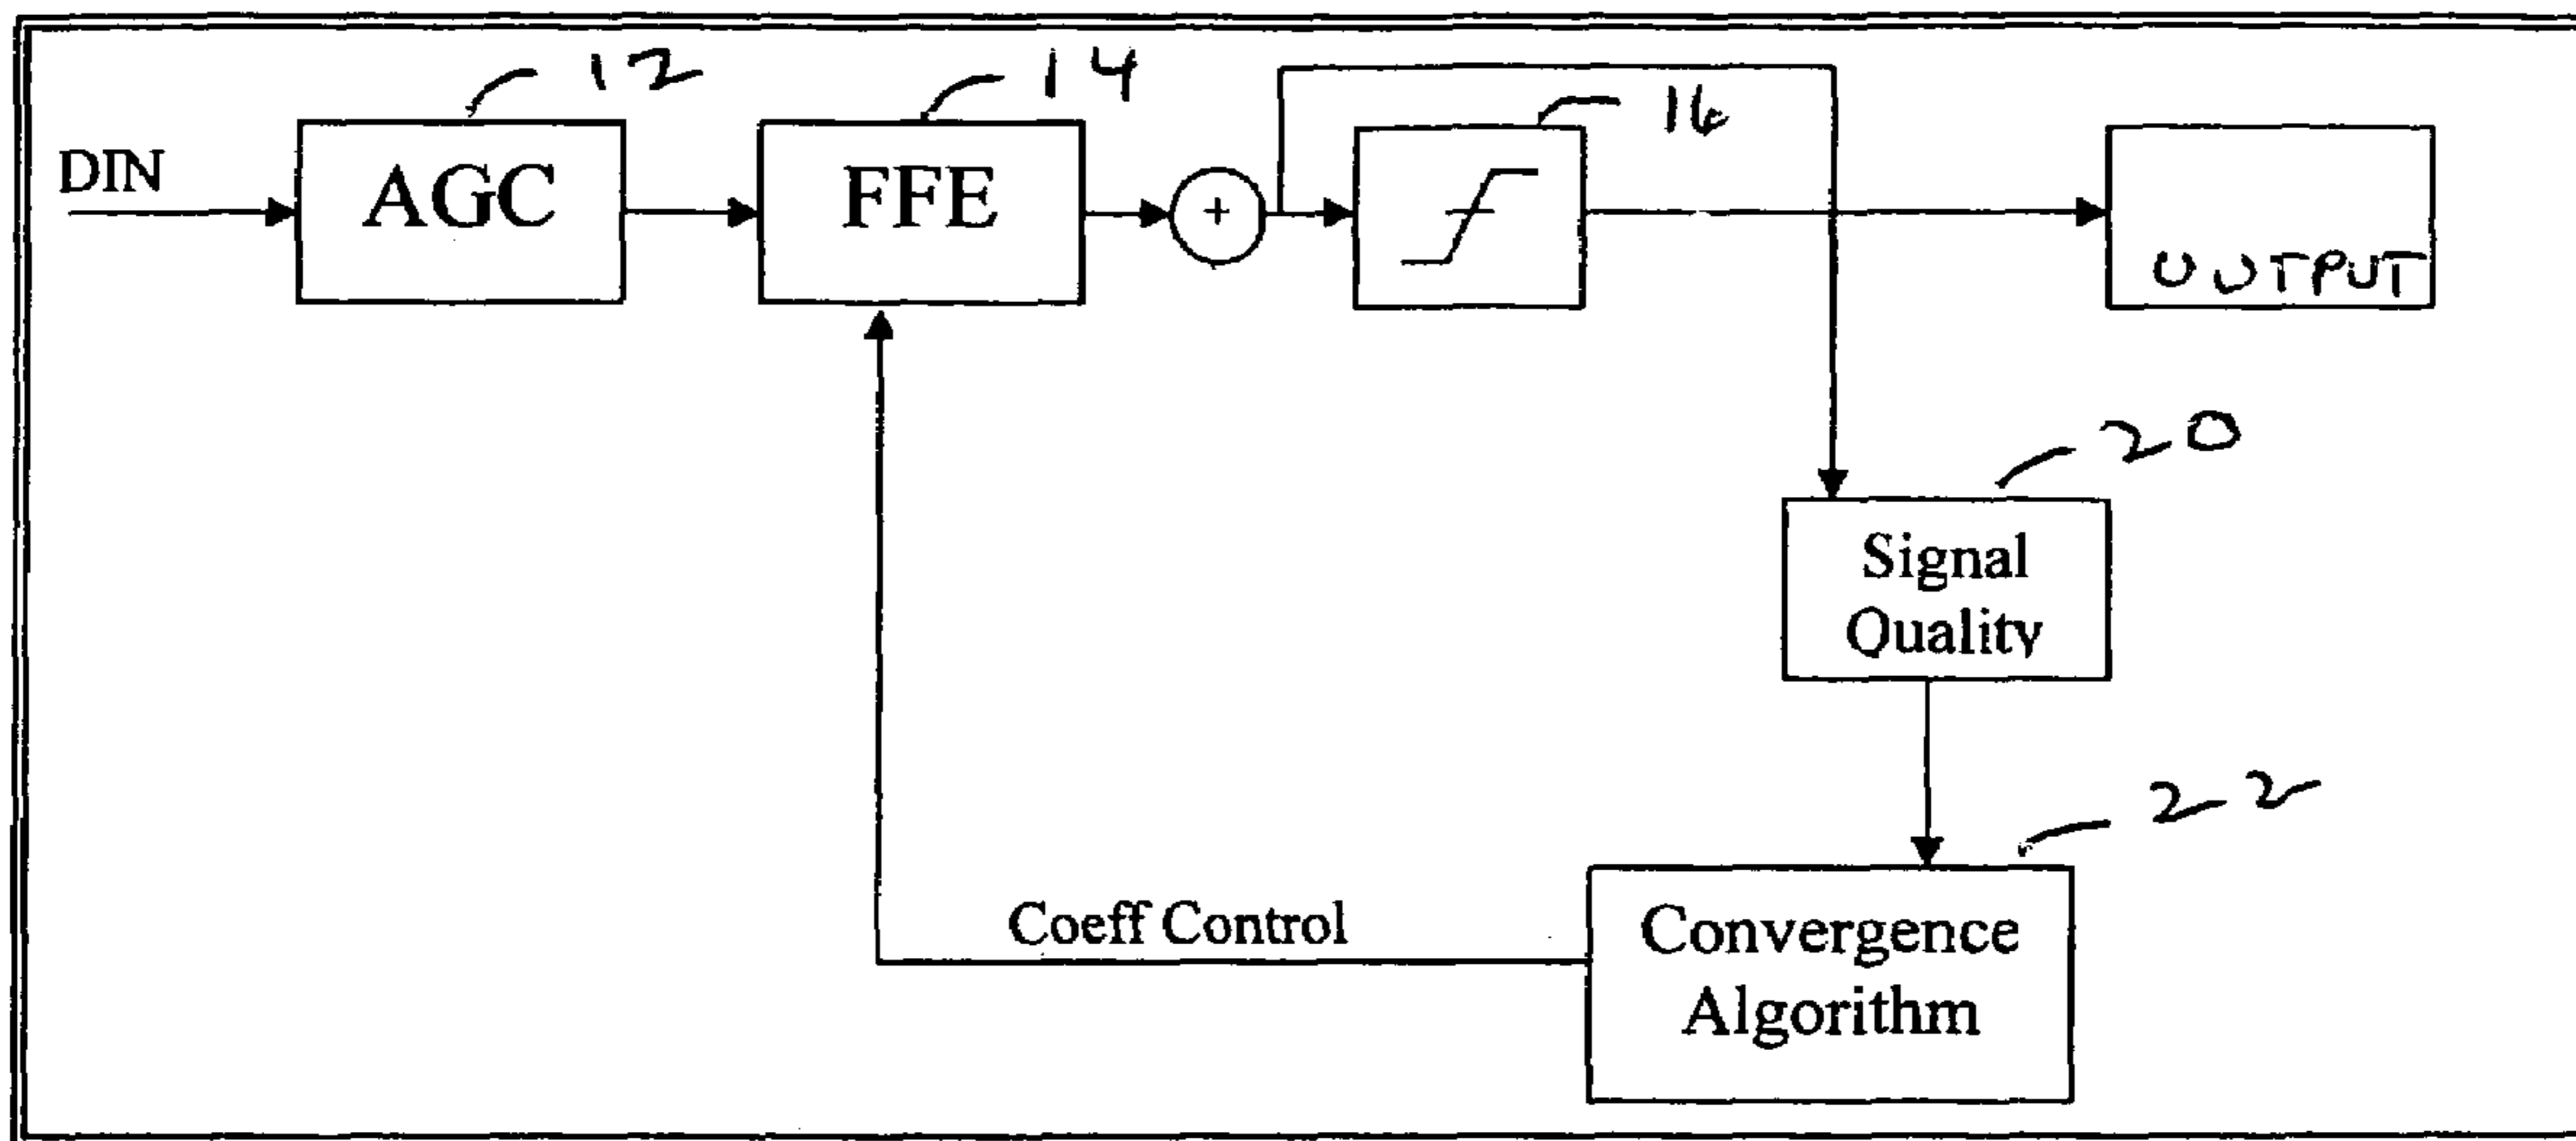 12
14
16
DIN
AGC
FFE
+
OUTPUT
20
Signal
Quality
22
Coeff Control
Convergence
Algorithm